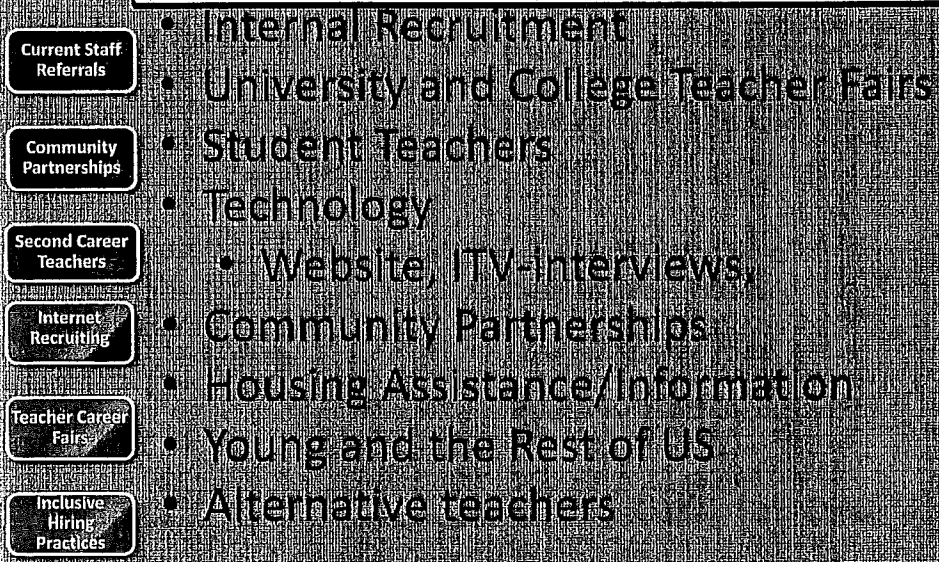 Current Staff
Referrals
Community
Partnerships
Second Career
Teachers
Internet
Recruiting
Teacher Career
Fairs
Inclusive
Hiring
Practices
• Internal Recruitment
• University and College Teacher Fairs
• Student Teachers
• Technology
• Website, ITV-interviews,
• Community Partnerships
• Housing Assistance/Information
• Young and the Rest of US
• Alternative teachers